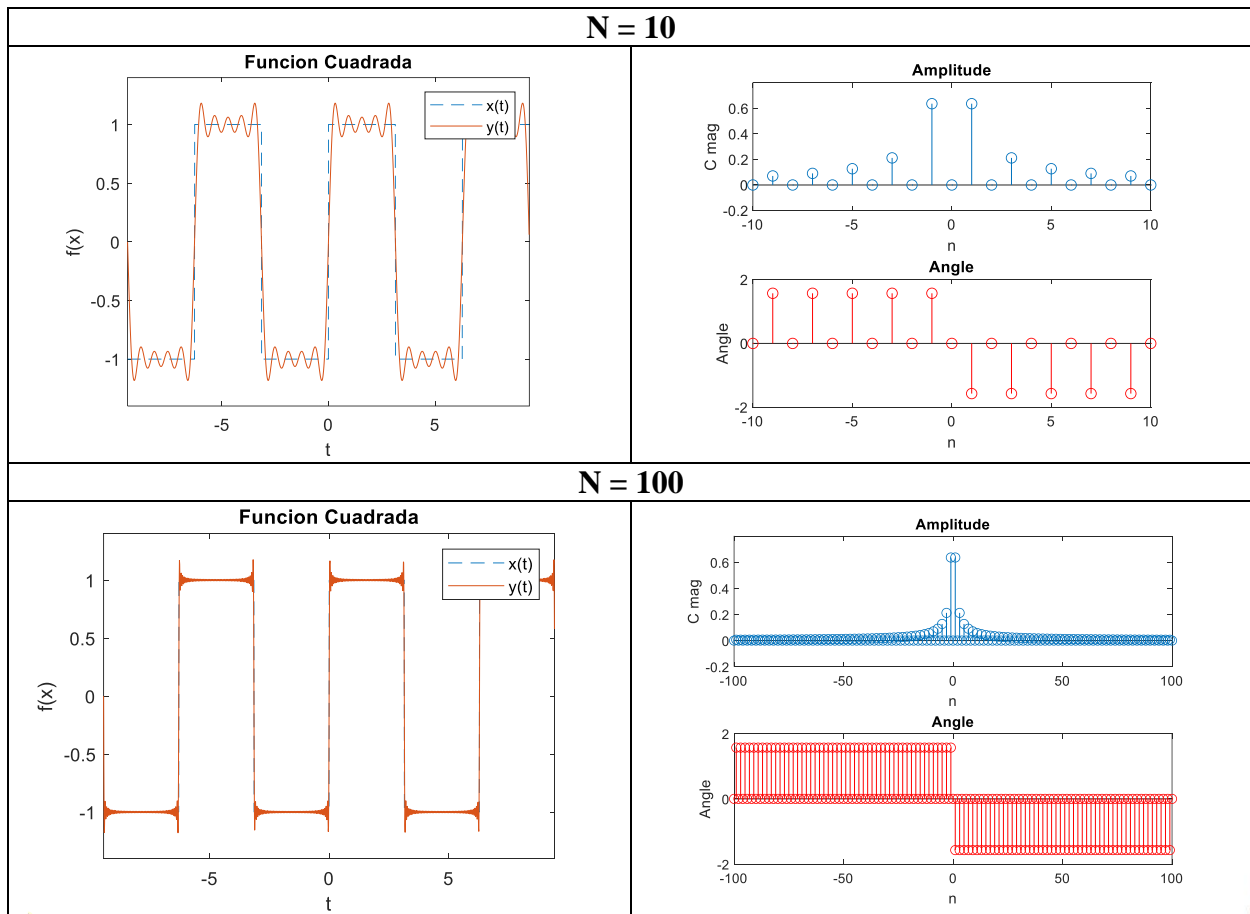 N = 10
Funcion Cuadrada
x(t)
y(t)
1
0.5
0
-0.5
-1
f(x)
-5 0 5
t
Amplitude
0.6
0.4
0.2
0
-0.2
C mag
-10 -5 0 5 10
n
Angle
2
0
-2
Angle
-10 -5 0 5 10
n
N = 100
Funcion Cuadrada
x(t)
y(t)
1
0.5
0
-0.5
-1
f(x)
-5 0 5
t
Amplitude
0.6
0.4
0.2
0
-0.2
C mag
-100 -50 0 50 100
n
Angle
2
0
-2
Angle
-100 -50 0 50 100
n